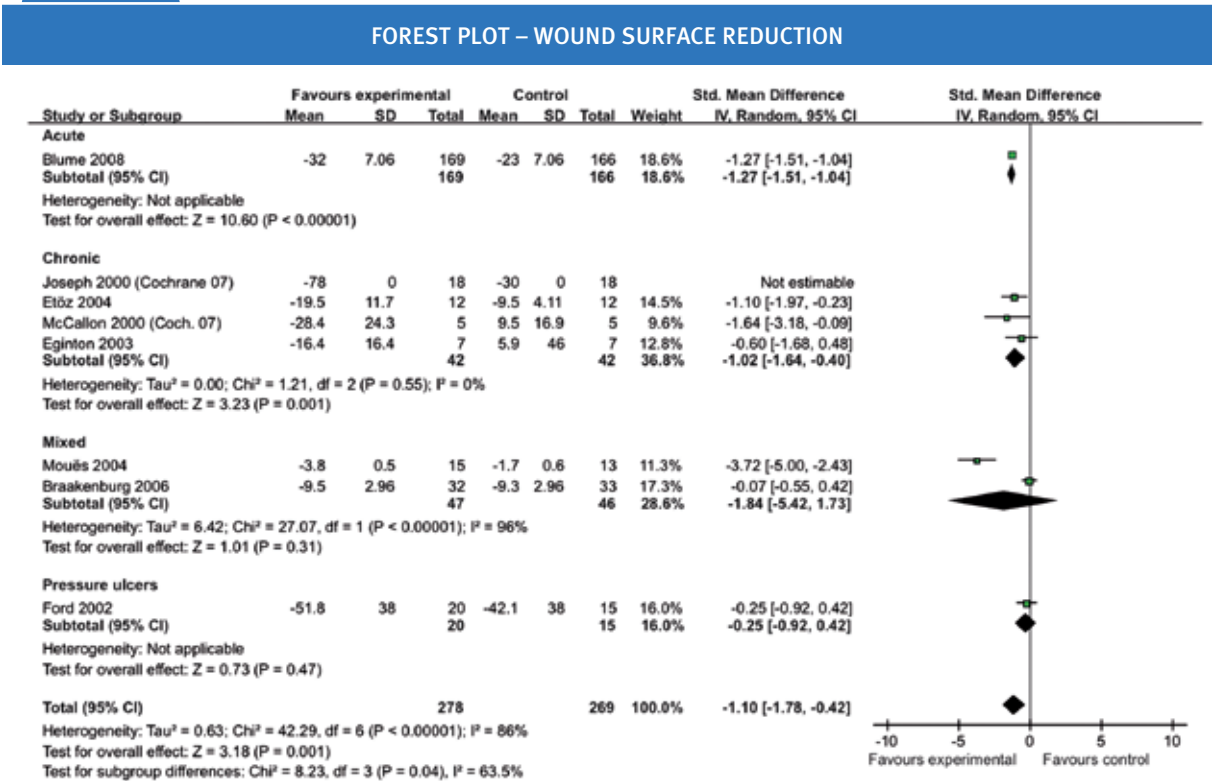 FOREST PLOT – WOUND SURFACE REDUCTION
Favours experimental Control Std. Mean Difference Std. Mean Difference
Study or Subgroup Mean SD Total Mean SD Total Weight IV, Random, 95% CI IV, Random, 95% CI
Acute
Blume 2008 -32 7.06 169 -23 7.06 166 18.6% -1.27 [-1.51, -1.04]
Subtotal (95% CI) 169 166 18.6% -1.27 [-1.51, -1.04]
Heterogeneity: Not applicable
Test for overall effect: Z = 10.60 (P < 0.00001)
Chronic
Joseph 2000 (Cochrane 07) -78 0 18 -30 0 18 Not estimable
Etöz 2004 -19.5 11.7 12 -9.5 4.11 12 14.5% -1.10 [-1.97, -0.23]
McCallon 2000 (Coch. 07) -28.4 24.3 5 9.5 16.9 5 9.6% -1.64 [-3.18, -0.09]
Eginton 2003 -16.4 16.4 7 5.9 46 7 12.8% -0.60 [-1.68, 0.48]
Subtotal (95% CI) 42 42 36.8% -1.02 [-1.64, -0.40]
Heterogeneity: Tau² = 0.00; Chi² = 1.21, df = 2 (P = 0.55); I² = 0%
Test for overall effect: Z = 3.23 (P = 0.001)
Mixed
Mouës 2004 -3.8 0.5 15 -1.7 0.6 13 11.3% -3.72 [-5.00, -2.43]
Braakenburg 2006 -9.5 2.96 32 -9.3 2.96 33 17.3% -0.07 [-0.55, 0.42]
Subtotal (95% CI) 47 46 28.6% -1.84 [-5.42, 1.73]
Heterogeneity: Tau² = 6.42; Chi² = 27.07, df = 1 (P < 0.00001); I² = 96%
Test for overall effect: Z = 1.01 (P = 0.31)
Pressure ulcers
Ford 2002 -51.8 38 20 -42.1 38 15 16.0% -0.25 [-0.92, 0.42]
Subtotal (95% CI) 20 15 16.0% -0.25 [-0.92, 0.42]
Heterogeneity: Not applicable
Test for overall effect: Z = 0.73 (P = 0.47)
Total (95% CI) 278 269 100.0% -1.10 [-1.78, -0.42]
Heterogeneity: Tau² = 0.63; Chi² = 42.29, df = 6 (P < 0.00001); I² = 86%
Test for overall effect: Z = 3.18 (P = 0.001)
Test for subgroup differences: Chi² = 8.23, df = 3 (P = 0.04), I² = 63.5%
-10 -5 0 5 10
Favours experimental Favours control